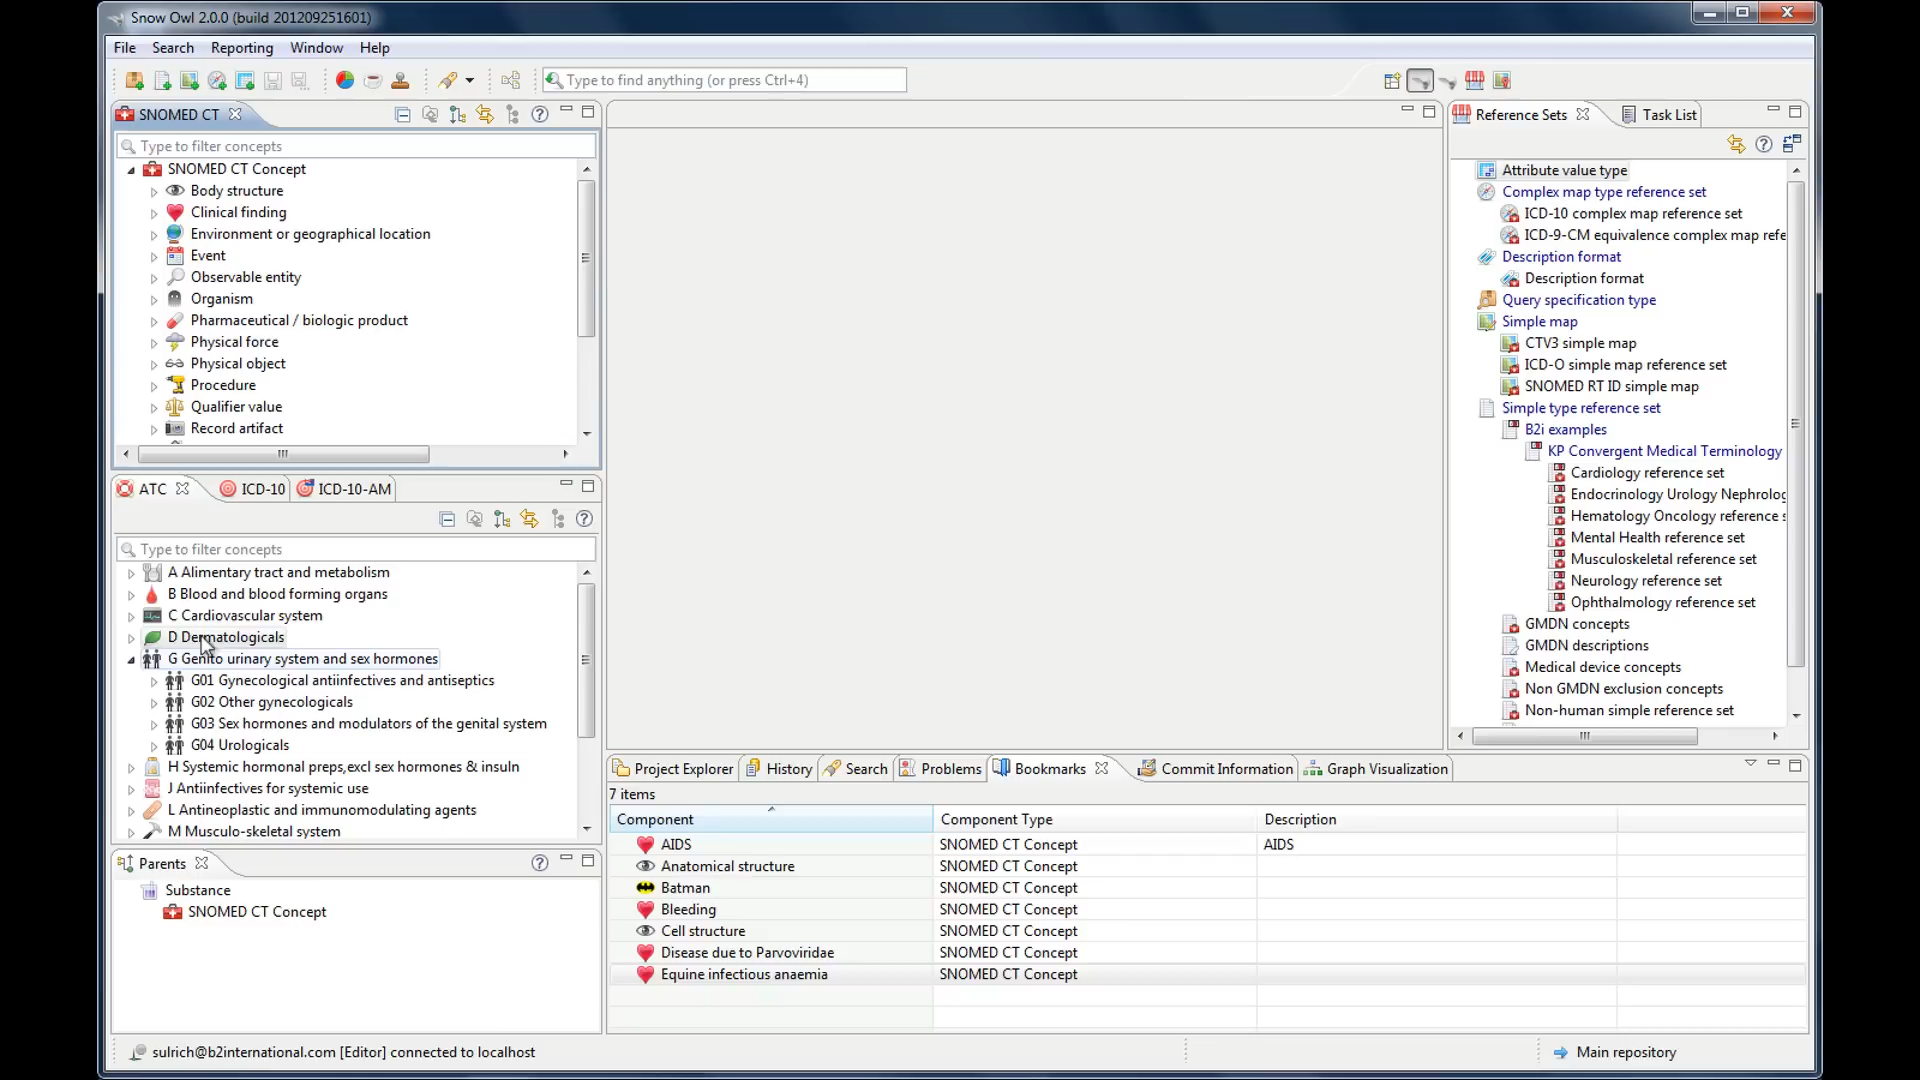 Snow Owl 2.0.0 (build 201209251601)
File Search Reporting Window Help
Type to find anything (or press Ctrl+4)
SNOMED CT
Type to filter concepts
SNOMED CT Concept
Body structure
Clinical finding
Environment or geographical location
Event
Observable entity
Organism
Pharmaceutical / biologic product
Physical force
Physical object
Procedure
Qualifier value
Record artifact
ATC ICD-10 ICD-10-AM
Type to filter concepts
A Alimentary tract and metabolism
B Blood and blood forming organs
C Cardiovascular system
D Dermatologicals
G Genito urinary system and sex hormones
G01 Gynecological antiinfectives and antiseptics
G02 Other gynecologicals
G03 Sex hormones and modulators of the genital system
G04 Urologicals
H Systemic hormonal preps,excl sex hormones & insuln
J Antiinfectives for systemic use
L Antineoplastic and immunomodulating agents
M Musculo-skeletal system
Parents
Substance
SNOMED CT Concept
Project Explorer History Search Problems Bookmarks Commit Information Graph Visualization
7 items
Component Component Type Description
AIDS SNOMED CT Concept AIDS
Anatomical structure SNOMED CT Concept
Batman SNOMED CT Concept
Bleeding SNOMED CT Concept
Cell structure SNOMED CT Concept
Disease due to Parvoviridae SNOMED CT Concept
Equine infectious anaemia SNOMED CT Concept
Reference Sets Task List
Attribute value type
Complex map type reference set
ICD-10 complex map reference set
ICD-9-CM equivalence complex map refe
Description format
Description format
Query specification type
Simple map
CTV3 simple map
ICD-O simple map reference set
SNOMED RT ID simple map
Simple type reference set
B2i examples
KP Convergent Medical Terminology
Cardiology reference set
Endocrinology Urology Nephrolog
Hematology Oncology reference s
Mental Health reference set
Musculoskeletal reference set
Neurology reference set
Ophthalmology reference set
GMDN concepts
GMDN descriptions
Medical device concepts
Non GMDN exclusion concepts
Non-human simple reference set
sulrich@b2international.com [Editor] connected to localhost
Main repository